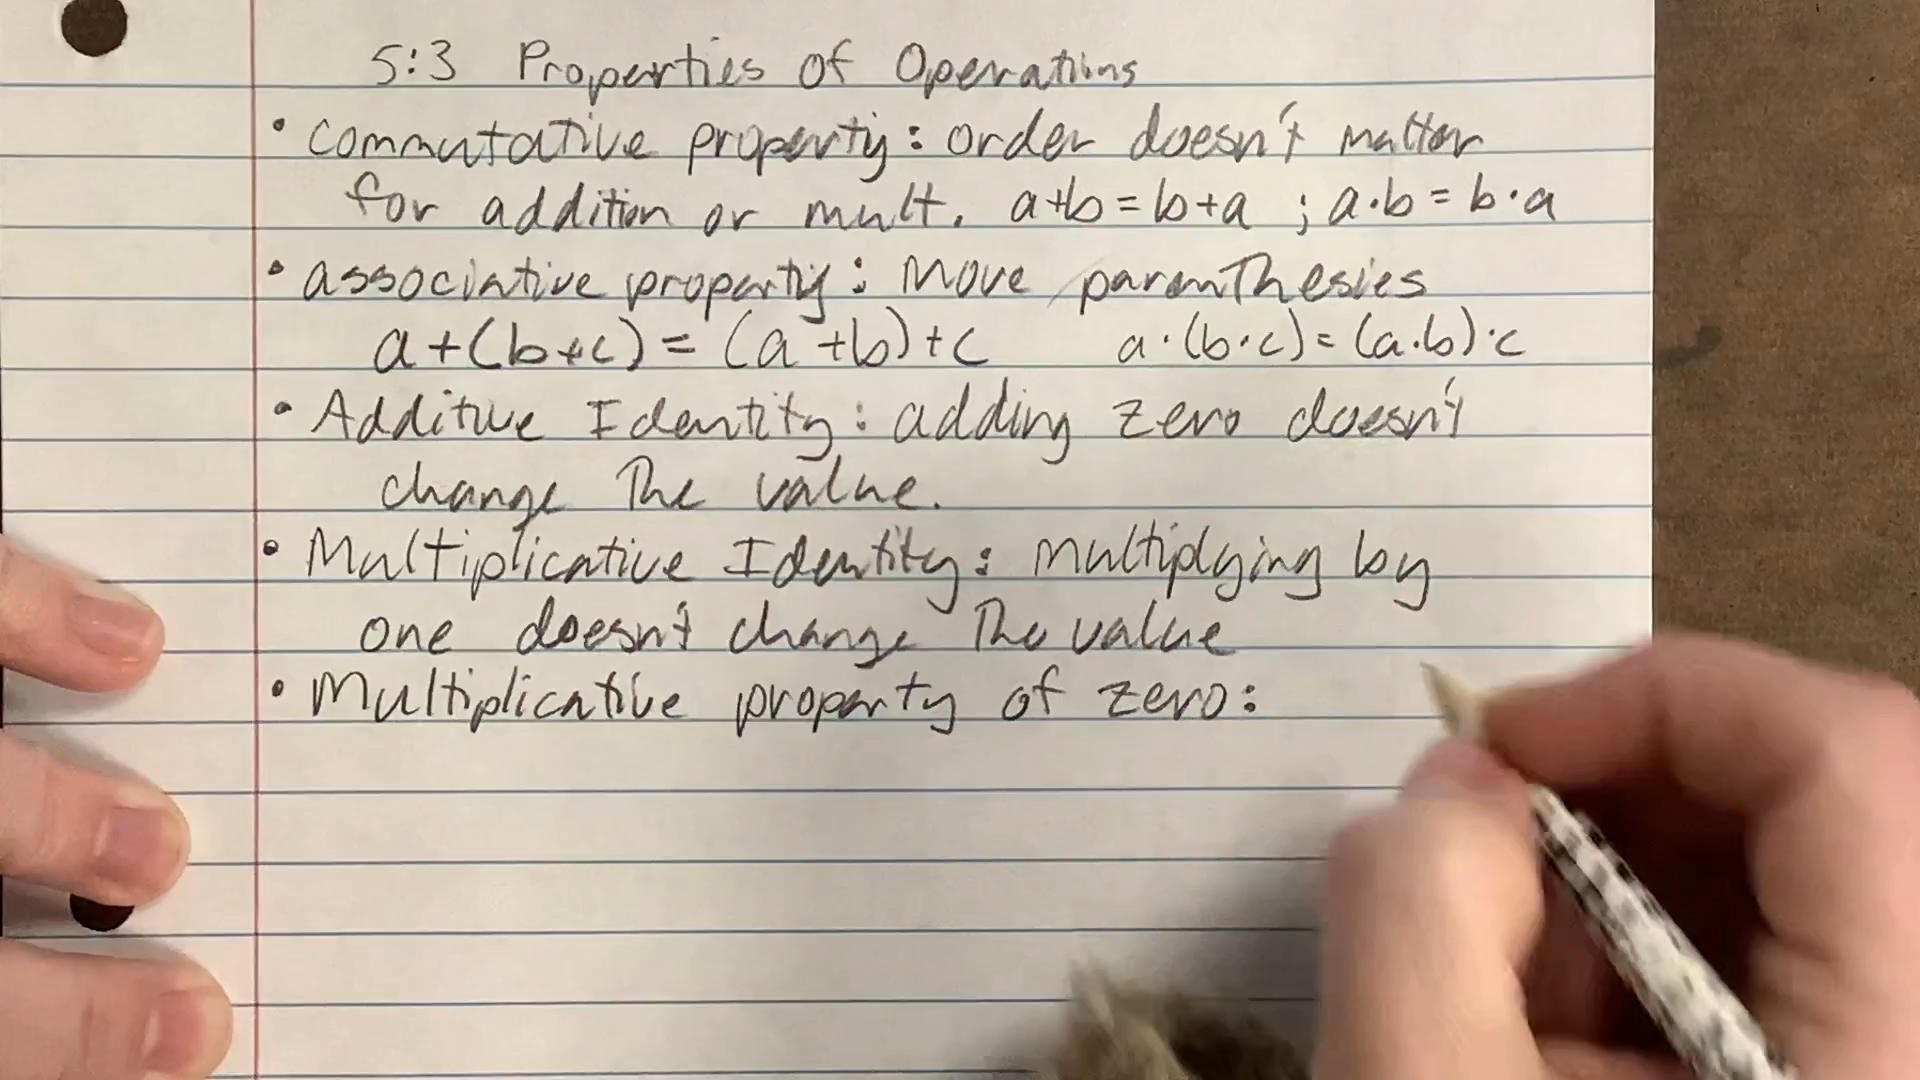 5:3 Properties of Operations
• commutative property: order doesn't matter
for addition or mult. a+b=b+a ; a·b=b·a
• associative property: Move parenthesies
a+(b+c)=(a+b)+c a·(b·c)=(a·b)·c
• Additive Identity: adding zero doesn't
change the value.
• Multiplicative Identity: multiplying by
one doesn't change the value
• Multiplicative property of zero: